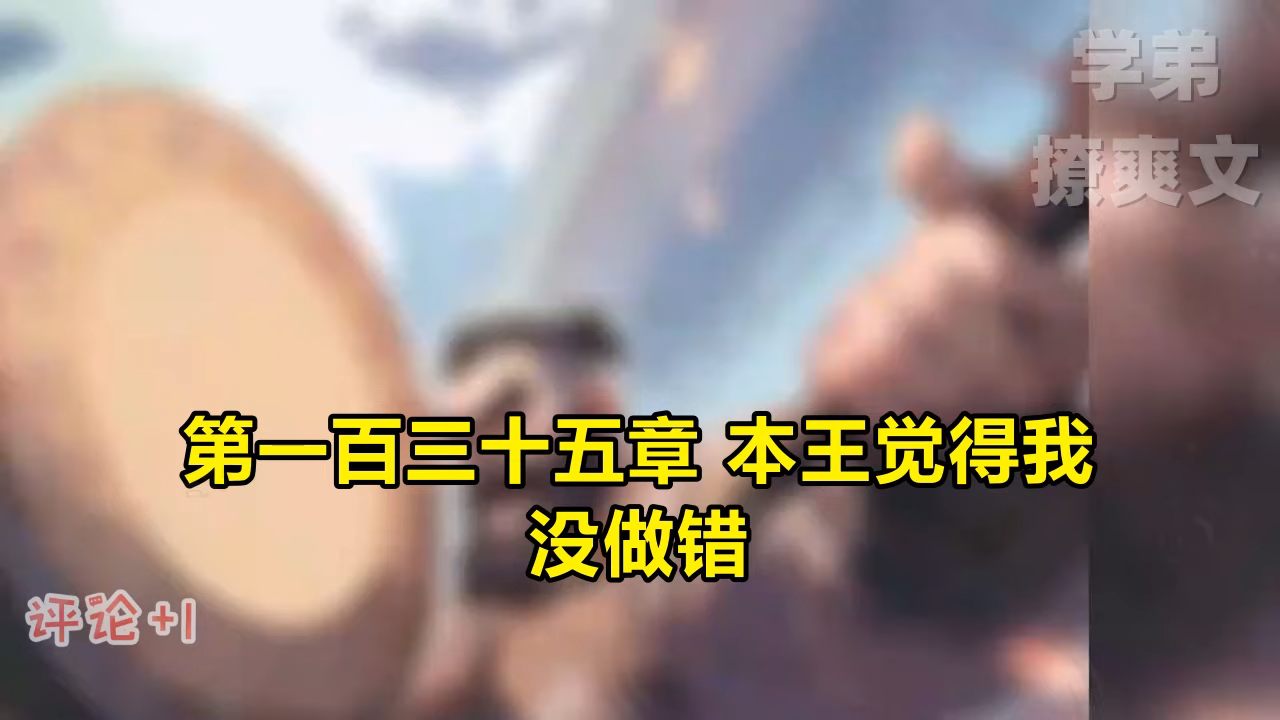 学弟
撩爽文
第一百三十五章 本王觉得我
没做错
评论+1